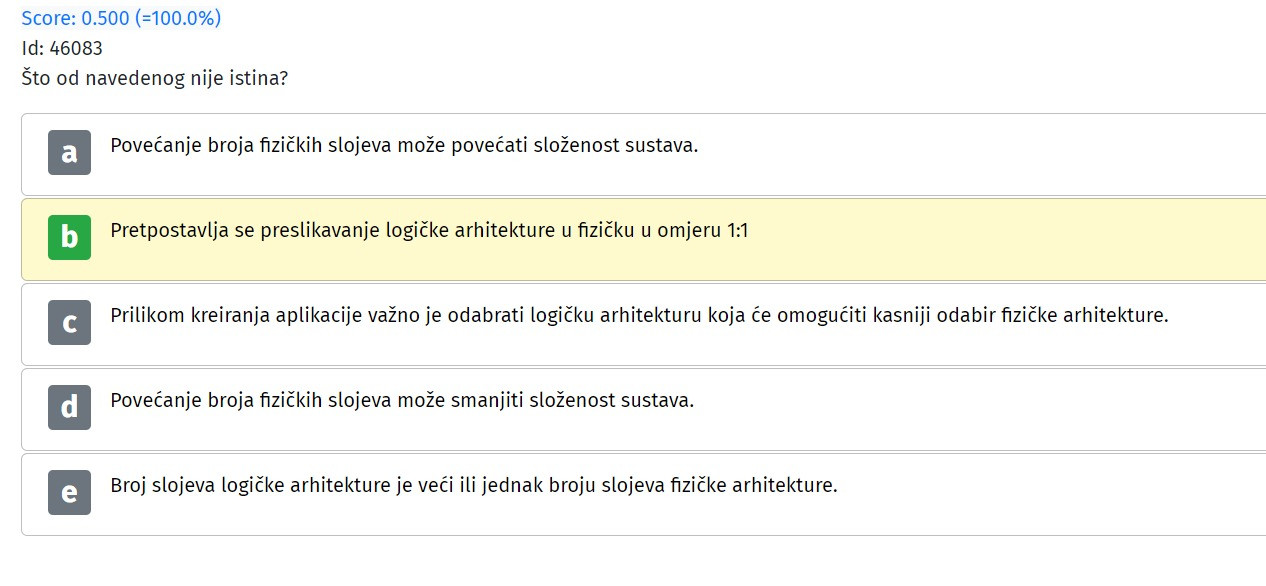 Score: 0.500 (=100.0%)
Id: 46083
Što od navedenog nije istina?
a Povećanje broja fizičkih slojeva može povećati složenost sustava.
b Pretpostavlja se preslikavanje logičke arhitekture u fizičku u omjeru 1:1
c Prilikom kreiranja aplikacije važno je odabrati logičku arhitekturu koja će omogućiti kasniji odabir fizičke arhitekture.
d Povećanje broja fizičkih slojeva može smanjiti složenost sustava.
e Broj slojeva logičke arhitekture je veći ili jednak broju slojeva fizičke arhitekture.